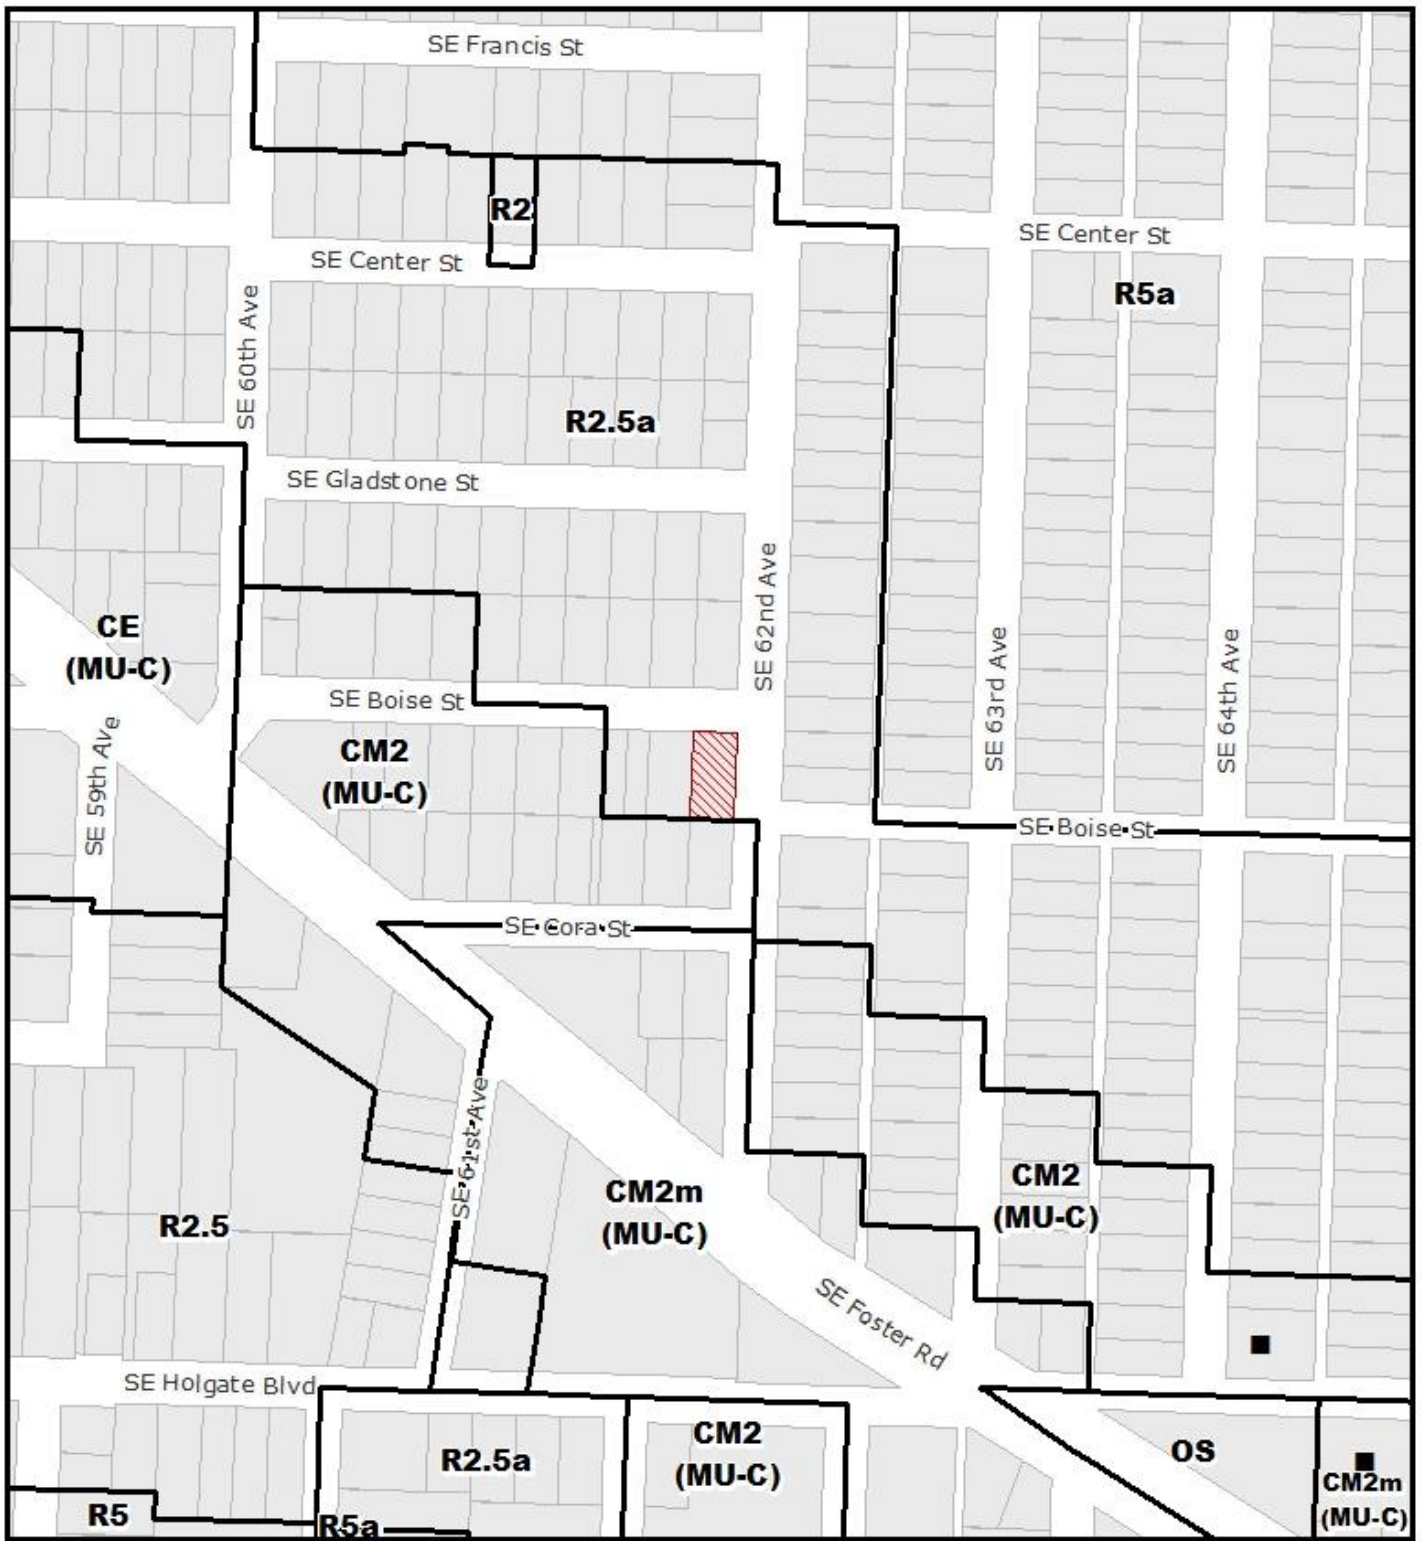 SE Francis St
R2
SE Center St
SE Center St
R5a
SE 60th Ave
R2.5a
SE Gladstone St
SE 62nd Ave
CE
(MU-C)
SE 63rd Ave
SE 64th Ave
SE Boise St
SE 59th Ave
CM2
(MU-C)
SE Boise St
SE Cora St
SE 61st Ave
CM2m
(MU-C)
CM2
(MU-C)
R2.5
SE Foster Rd
SE Holgate Blvd
R2.5a
CM2
(MU-C)
OS
CM2m
(MU-C)
R5
R5a